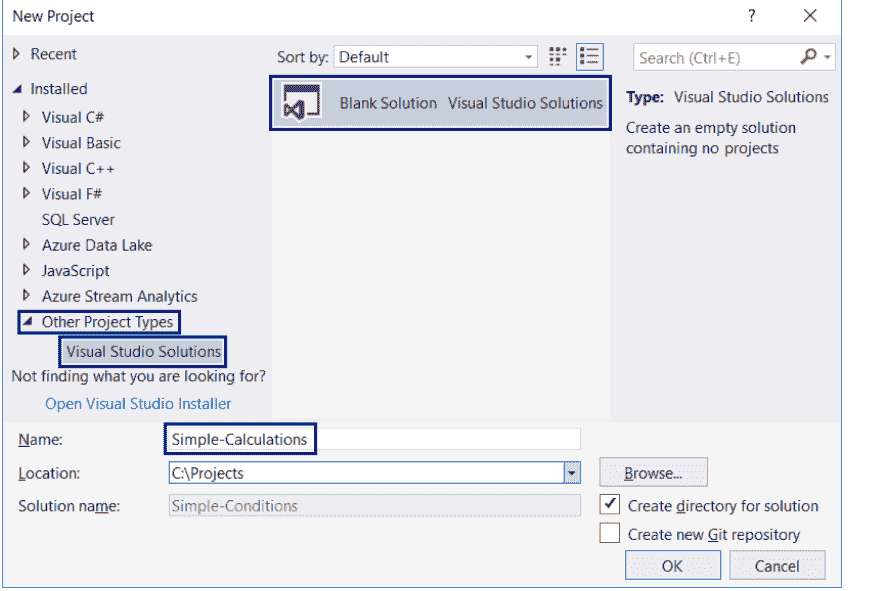 New Project
?
Recent
Sort by: Default
Search (Ctrl+E)
Installed
Visual C#
Visual Basic
Visual C++
Visual F#
SQL Server
Azure Data Lake
JavaScript
Azure Stream Analytics
Other Project Types
Visual Studio Solutions
Not finding what you are looking for?
Open Visual Studio Installer
Blank Solution Visual Studio Solutions
Type: Visual Studio Solutions
Create an empty solution
containing no projects
Name: Simple-Calculations
Location: C:\Projects
Browse...
Solution name: Simple-Conditions
Create directory for solution
Create new Git repository
OK
Cancel